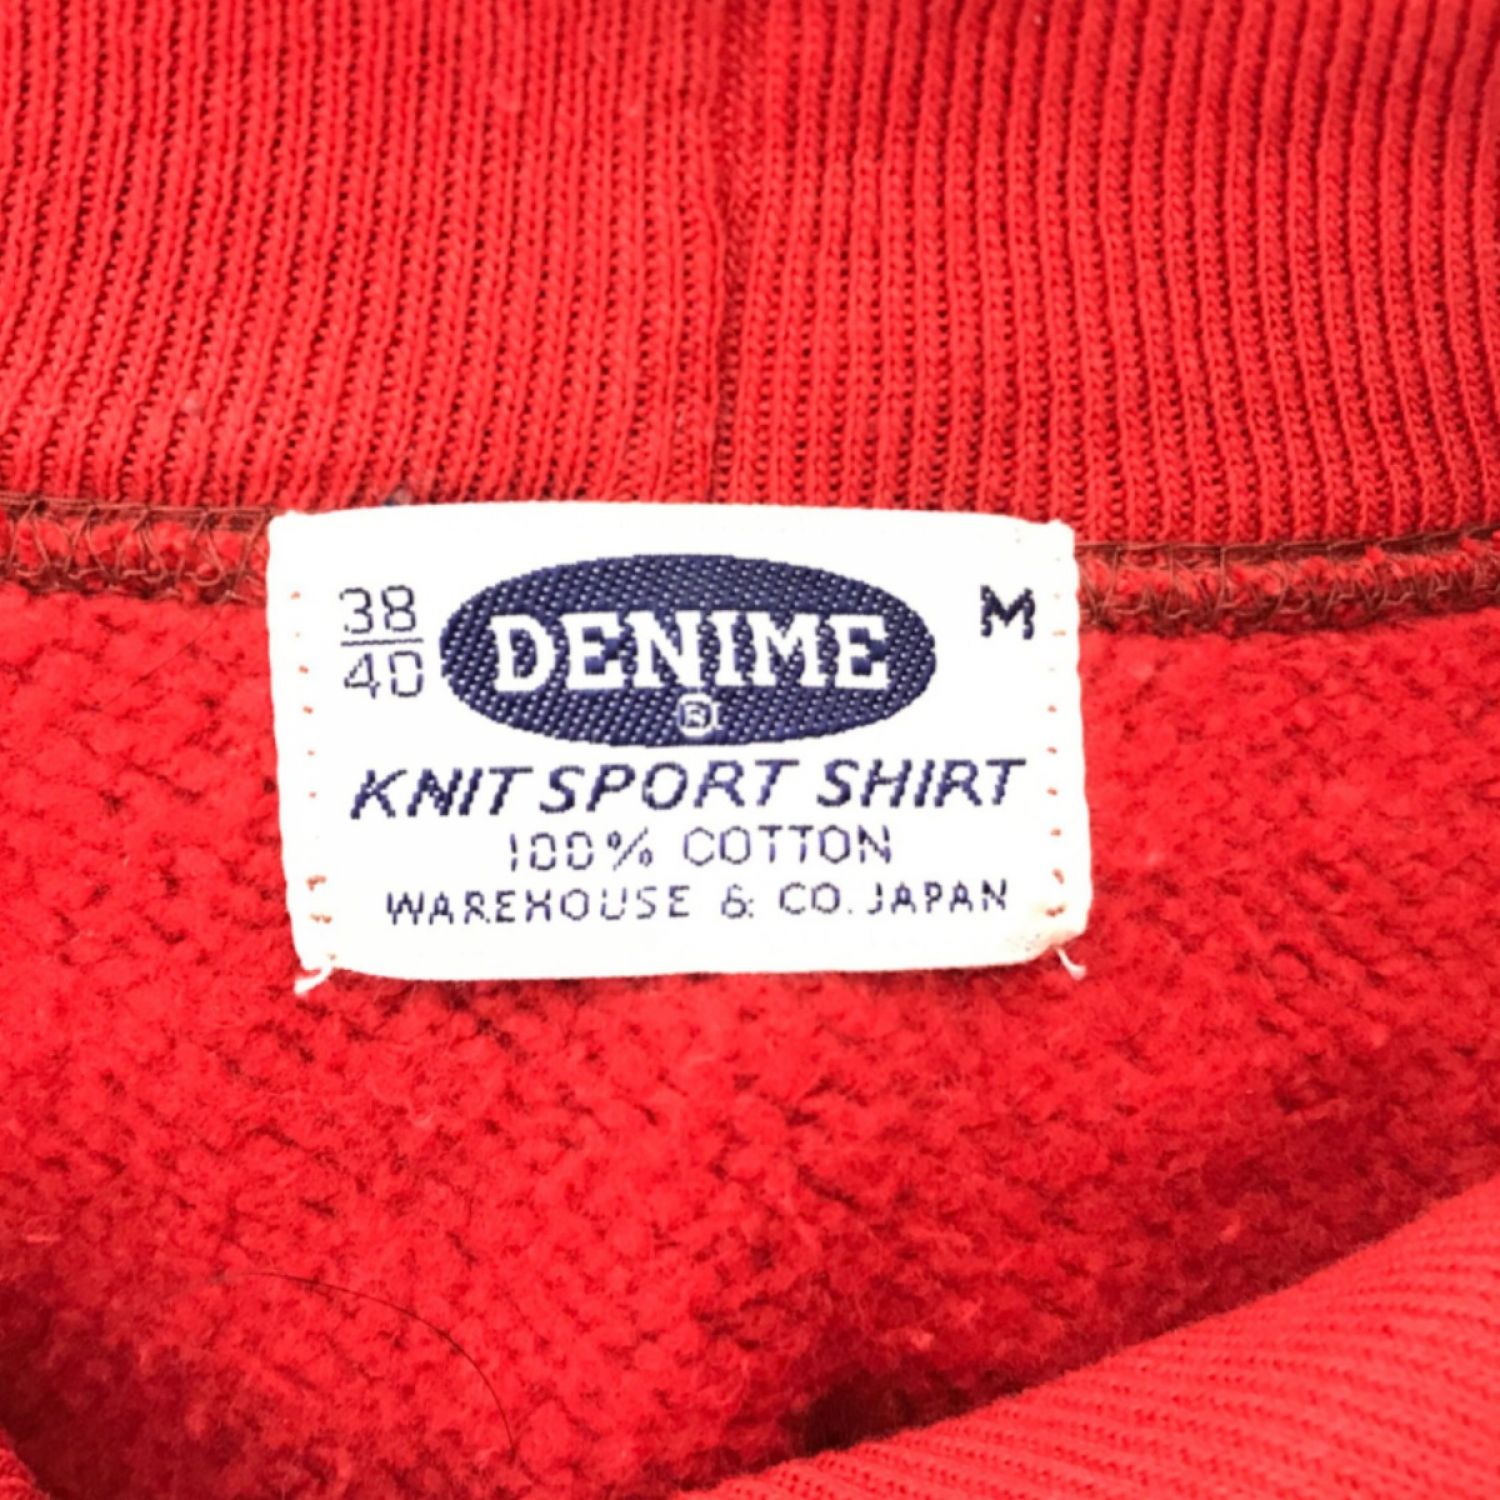 38
40
DENIME
®
M
KNIT SPORT SHIRT
100% COTTON
WAREHOUSE & CO. JAPAN